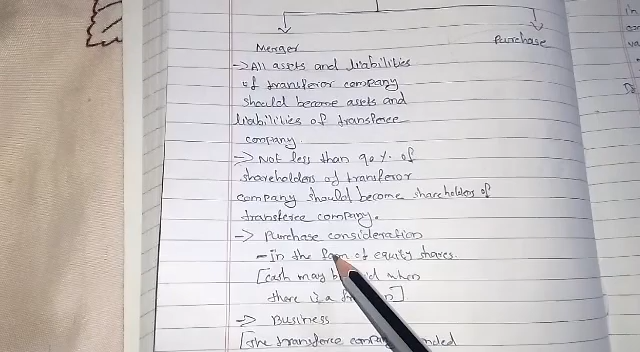 Merger
Purchase
-> All assets and liabilities
of transferor company
should become assets and
liabilities of transferee
company
-> Not less than 90%. of
shareholders of transferor
company should become shareholders of
transferee company.
-> Purchase consideration
- in the form of equity shares.
[cash may be paid when
there is a
-> Business
[The transferee company